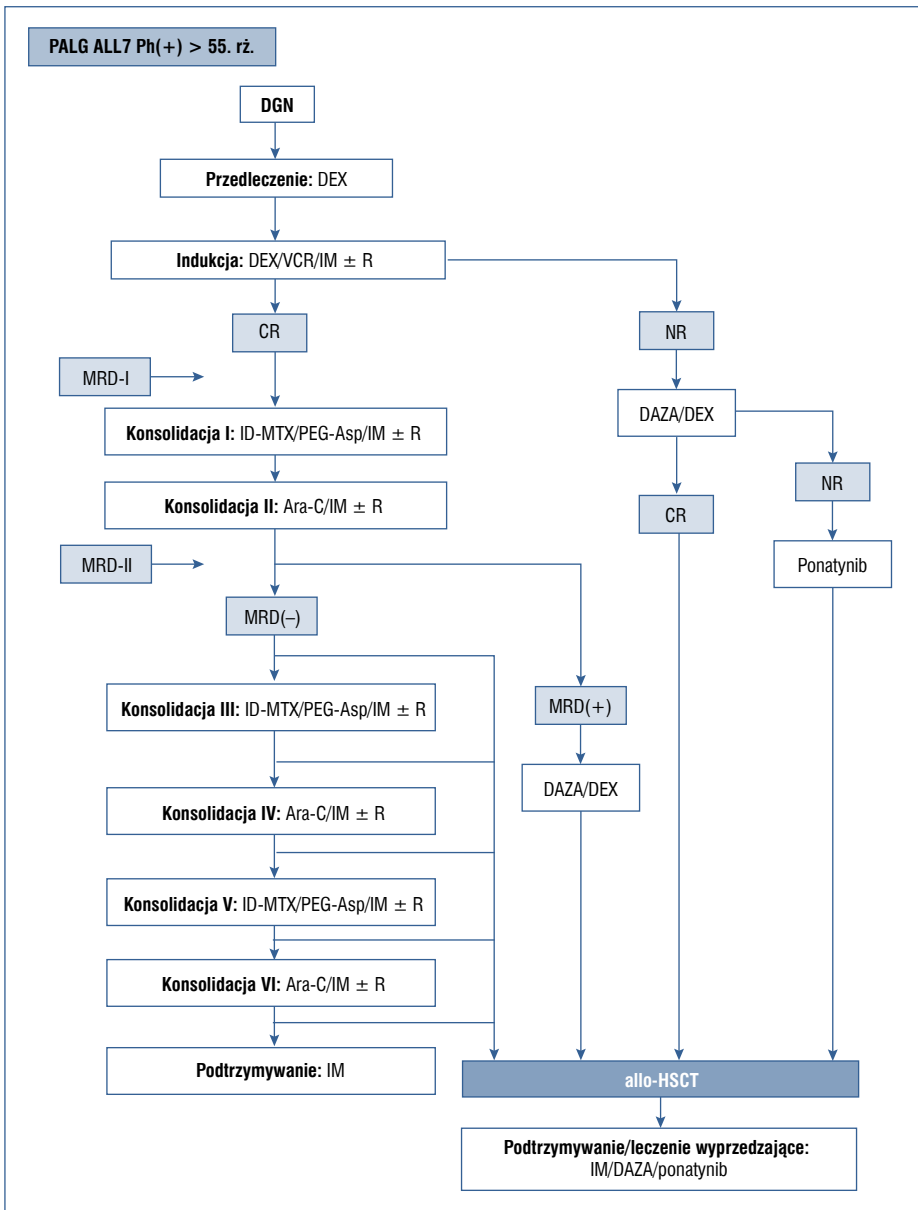 PALG ALL7 Ph(+) > 55. rż.
DGN
Przedleczenie: DEX
Indukcja: DEX/VCR/IM ± R
CR
NR
MRD-I
DAZA/DEX
Konsolidacja I: ID-MTX/PEG-Asp/IM ± R
NR
Konsolidacja II: Ara-C/IM ± R
CR
MRD-II
Ponatynib
MRD(–)
Konsolidacja III: ID-MTX/PEG-Asp/IM ± R
MRD(+)
DAZA/DEX
Konsolidacja IV: Ara-C/IM ± R
Konsolidacja V: ID-MTX/PEG-Asp/IM ± R
Konsolidacja VI: Ara-C/IM ± R
Podtrzymywanie: IM
allo-HSCT
Podtrzymywanie/leczenie wyprzedzające:
IM/DAZA/ponatynib